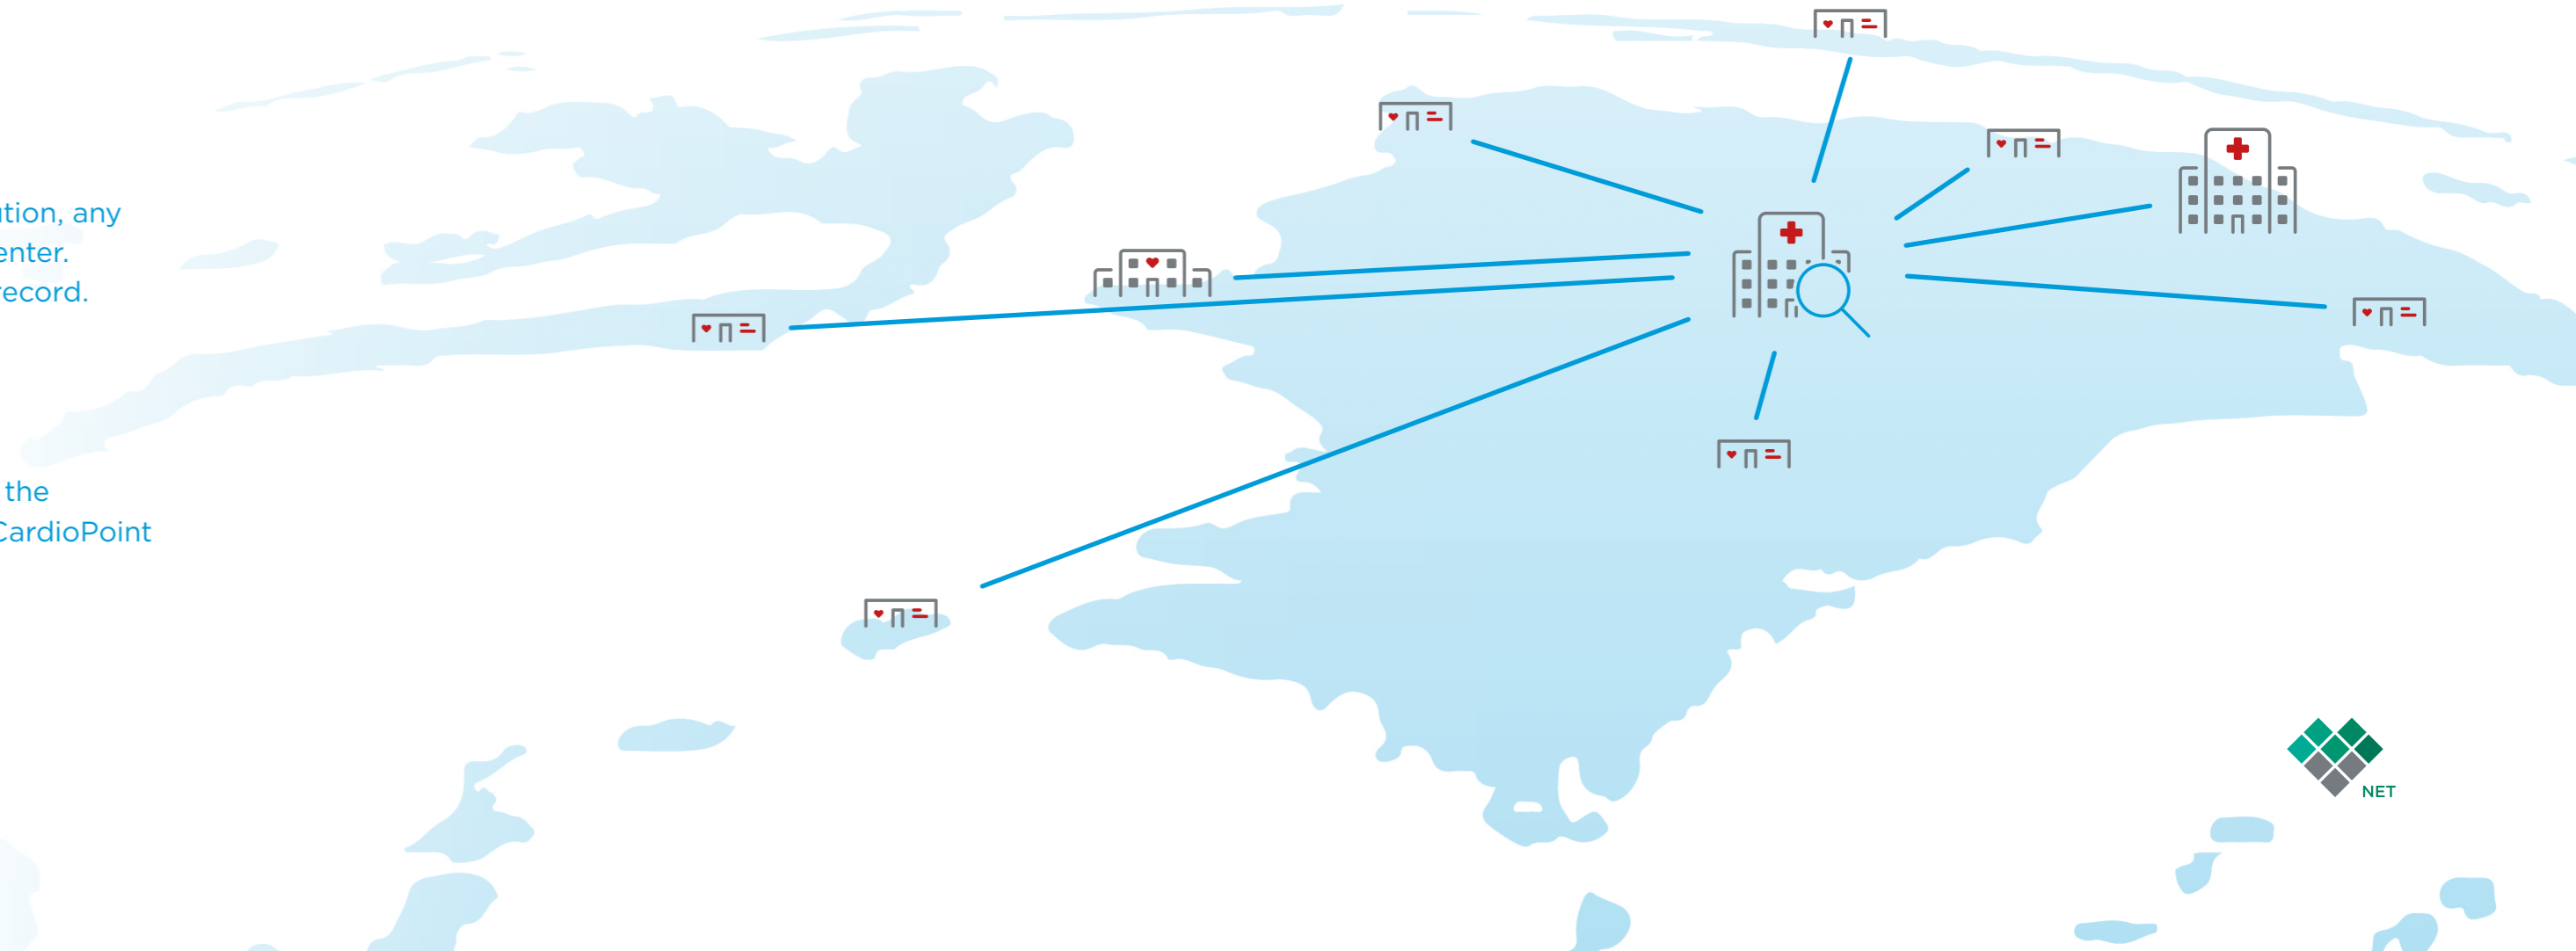 tion, any
enter.
record.
the
CardioPoint
NET